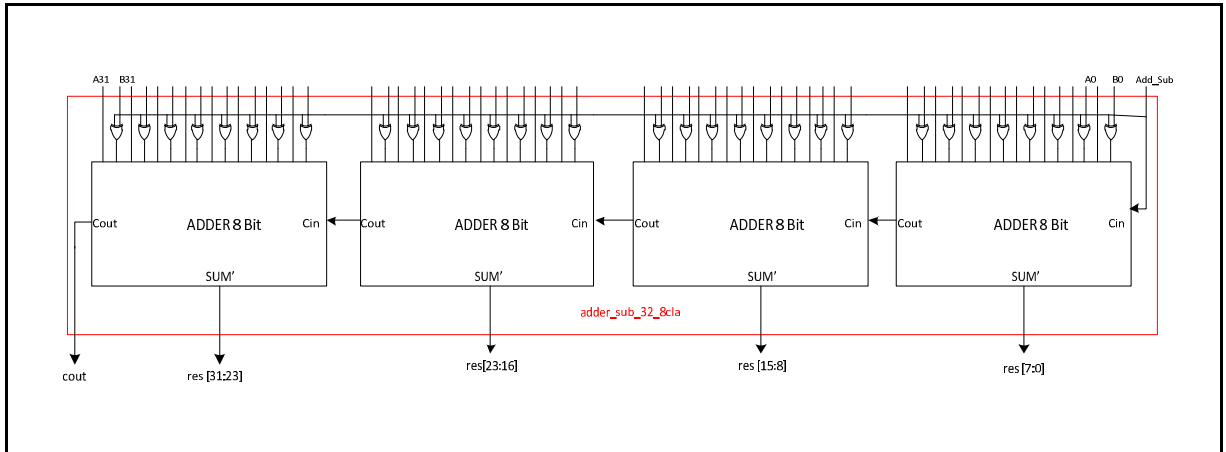 A31 B31 A0 B0 Add_Sub
Cout ADDER 8 Bit Cin Cout ADDER 8 Bit Cin Cout ADDER 8 Bit Cin Cout ADDER 8 Bit Cin
SUM' SUM' SUM' SUM'
adder_sub_32_8cla
cout res [31:23] res[23:16] res [15:8] res [7:0]